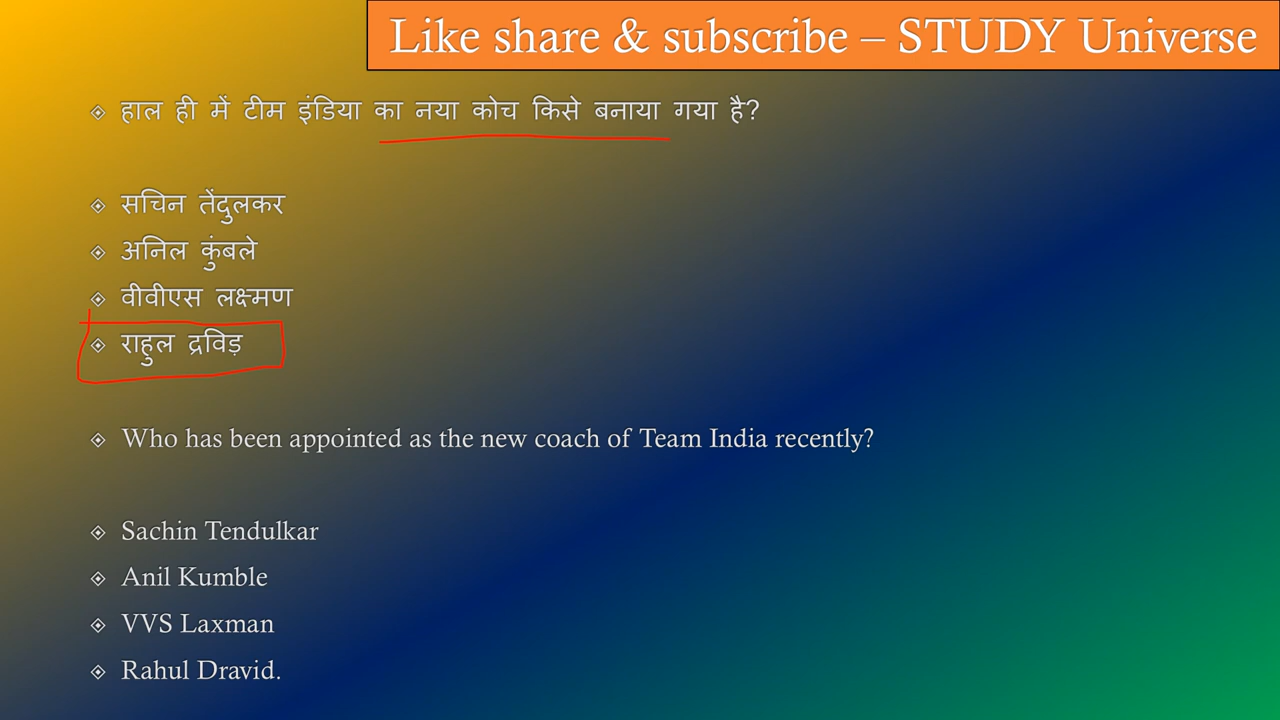 Like share & subscribe – STUDY Universe
हाल ही में टीम इंडिया का नया कोच किसे बनाया गया है?
सचिन तेंदुलकर
अनिल कुंबले
वीवीएस लक्ष्मण
राहुल द्रविड़
Who has been appointed as the new coach of Team India recently?
Sachin Tendulkar
Anil Kumble
VVS Laxman
Rahul Dravid.